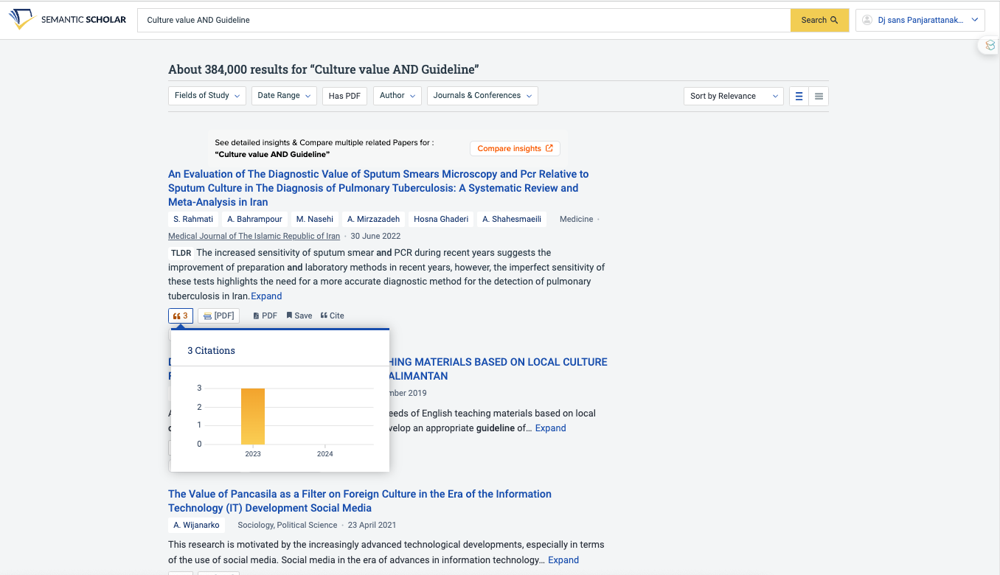 SEMANTIC SCHOLAR
Culture value AND Guideline
Search
Dj sans Panjarattanak...
About 384,000 results for “Culture value AND Guideline”
Fields of Study
Date Range
Has PDF
Author
Journals & Conferences
Sort by Relevance
See detailed insights & Compare multiple related Papers for :
“Culture value AND Guideline”
Compare insights
An Evaluation of The Diagnostic Value of Sputum Smears Microscopy and Pcr Relative to
Sputum Culture in The Diagnosis of Pulmonary Tuberculosis: A Systematic Review and
Meta-Analysis in Iran
S. Rahmati A. Bahrampour M. Nasehi A. Mirzazadeh Hosna Ghaderi A. Shahesmaeili Medicine ·
Medical Journal of The Islamic Republic of Iran · 30 June 2022
TLDR The increased sensitivity of sputum smear and PCR during recent years suggests the
improvement of preparation and laboratory methods in recent years, however, the imperfect sensitivity of
these tests highlights the need for a more accurate diagnostic method for the detection of pulmonary
tuberculosis in Iran. Expand
3 [PDF] PDF Save Cite
3 Citations
3
2
1
0
2023 2024
HING MATERIALS BASED ON LOCAL CULTURE
ALIMANTAN
mber 2019
eeds of English teaching materials based on local
velop an appropriate guideline of… Expand
The Value of Pancasila as a Filter on Foreign Culture in the Era of the Information
Technology (IT) Development Social Media
A. Wijanarko Sociology, Political Science · 23 April 2021
This research is motivated by the increasingly advanced technological developments, especially in terms
of the use of social media. Social media in the era of advances in information technology… Expand